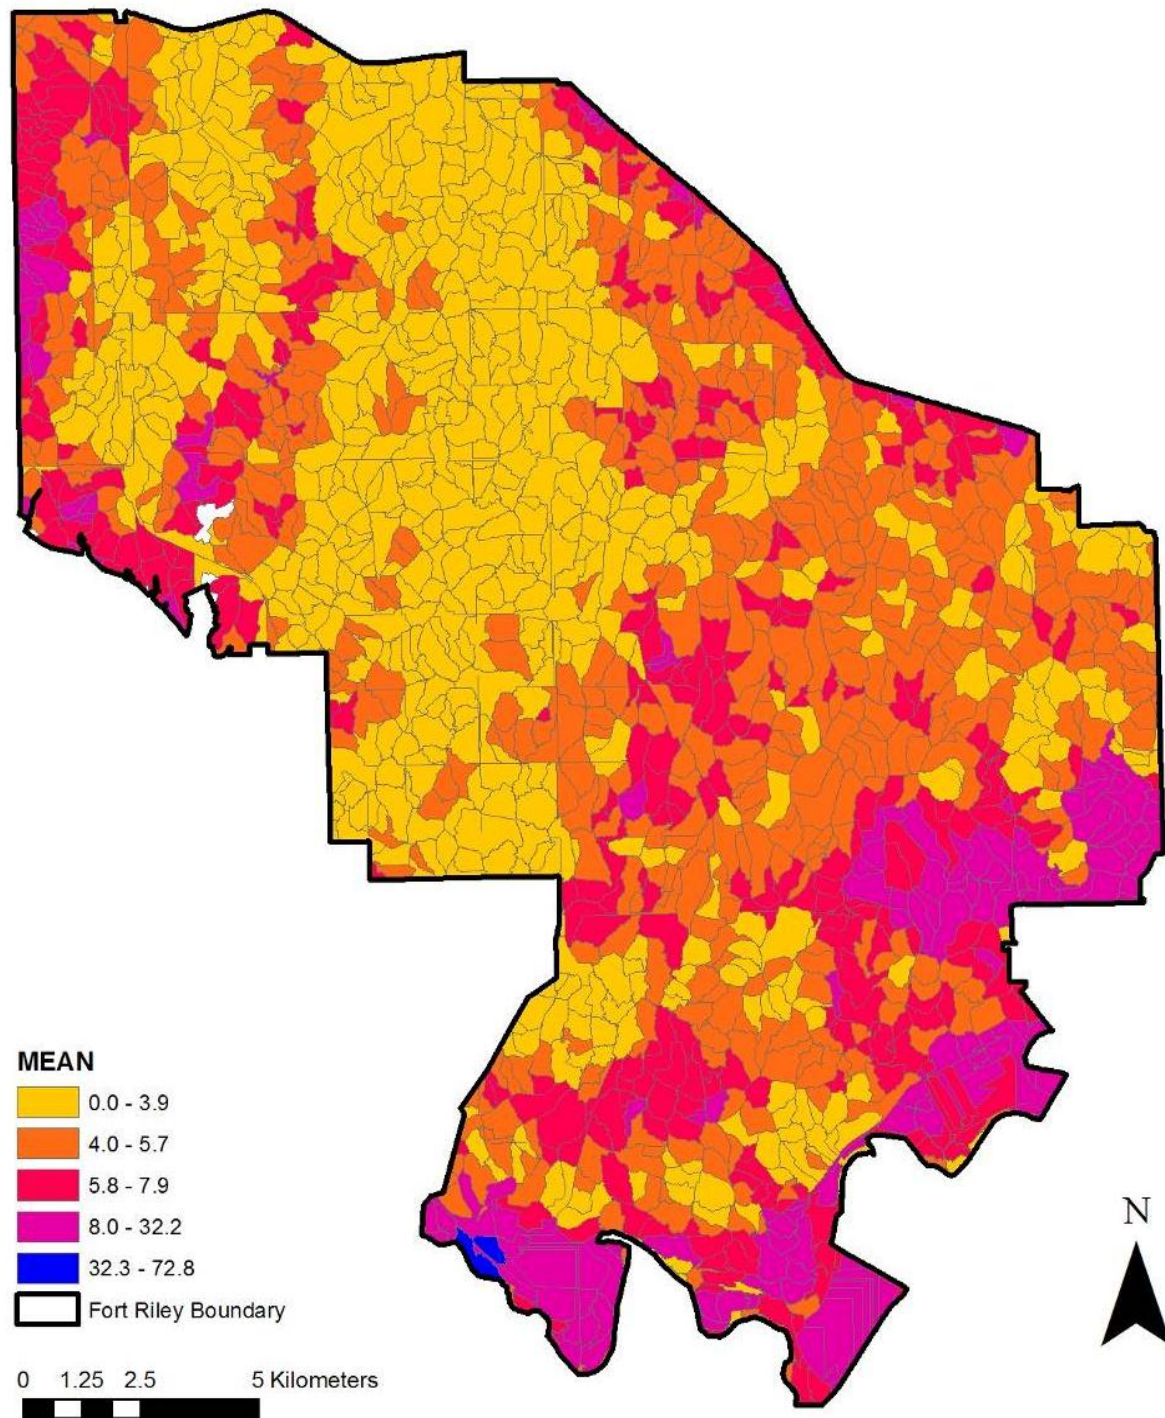 MEAN
0.0 - 3.9
4.0 - 5.7
5.8 - 7.9
8.0 - 32.2
32.3 - 72.8
Fort Riley Boundary
0 1.25 2.5 5 Kilometers
N